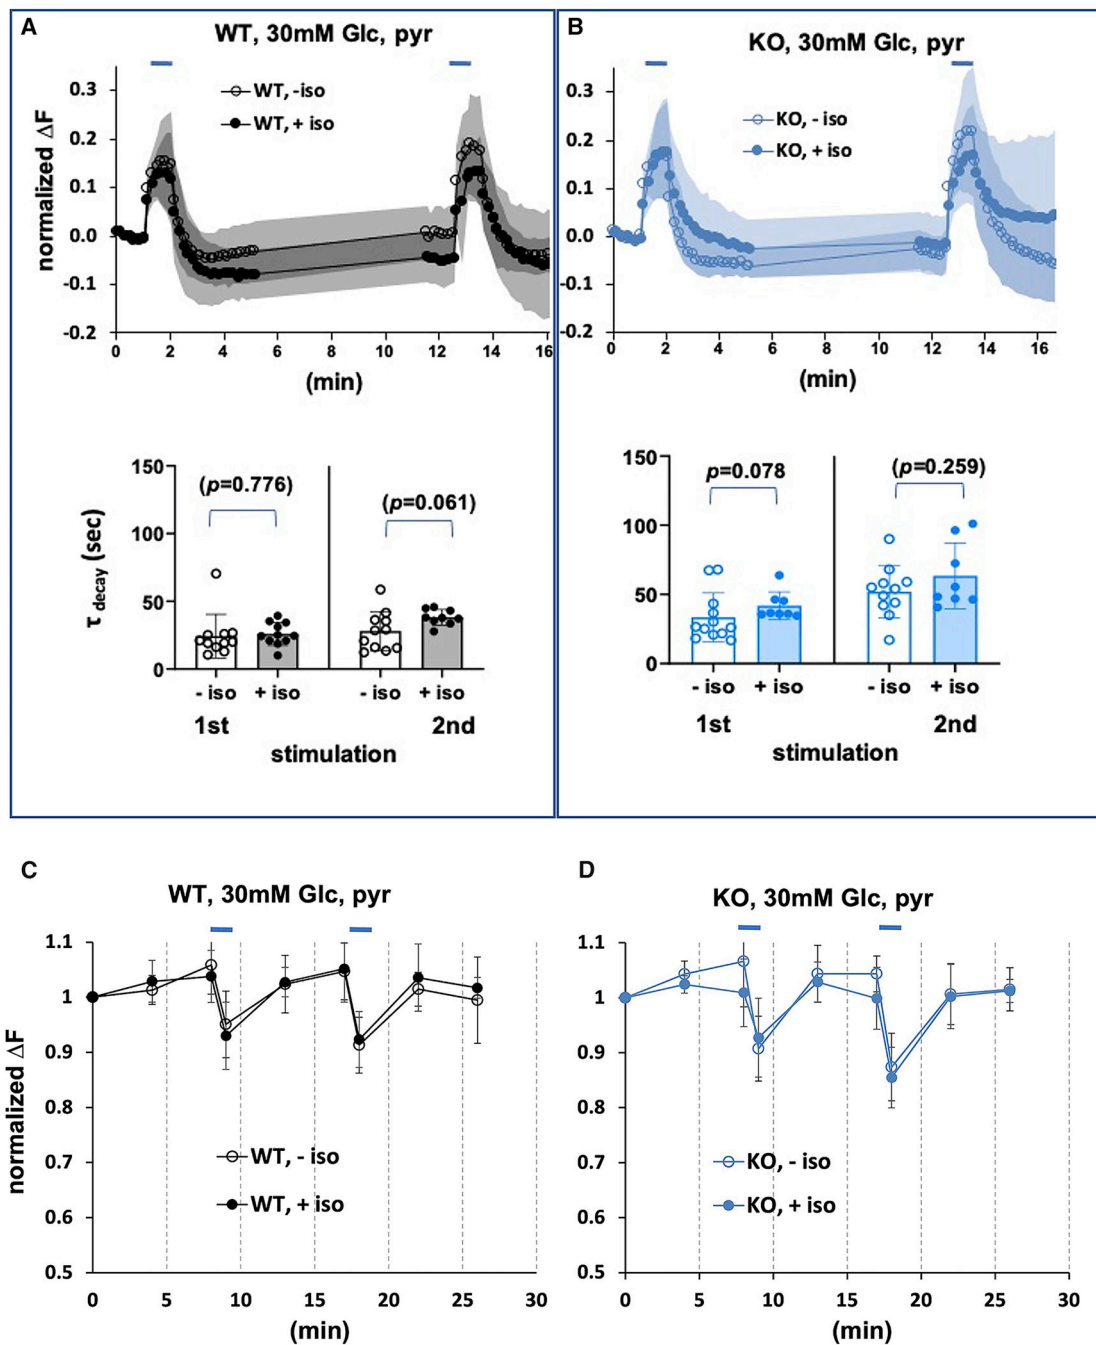 A
WT, 30mM Glc, pyr
WT, -iso
WT, + iso
normalized ΔF
0.3
0.2
0.1
0.0
-0.1
-0.2
0 2 4 6 8 10 12 14 16
(min)
τ decay (sec)
150
100
50
0
(p=0.776)
(p=0.061)
- iso + iso - iso + iso
1st 2nd
stimulation
B
KO, 30mM Glc, pyr
KO, - iso
KO, + iso
0.3
0.2
0.1
0.0
-0.1
-0.2
0 2 4 6 8 10 12 14 16
(min)
150
100
50
0
p=0.078
(p=0.259)
- iso + iso - iso + iso
1st 2nd
stimulation
C
WT, 30mM Glc, pyr
normalized ΔF
1.1
1
0.9
0.8
0.7
0.6
0.5
WT, - iso
WT, + iso
0 5 10 15 20 25 30
(min)
D
KO, 30mM Glc, pyr
1.1
1
0.9
0.8
0.7
0.6
0.5
KO, - iso
KO, + iso
0 5 10 15 20 25 30
(min)